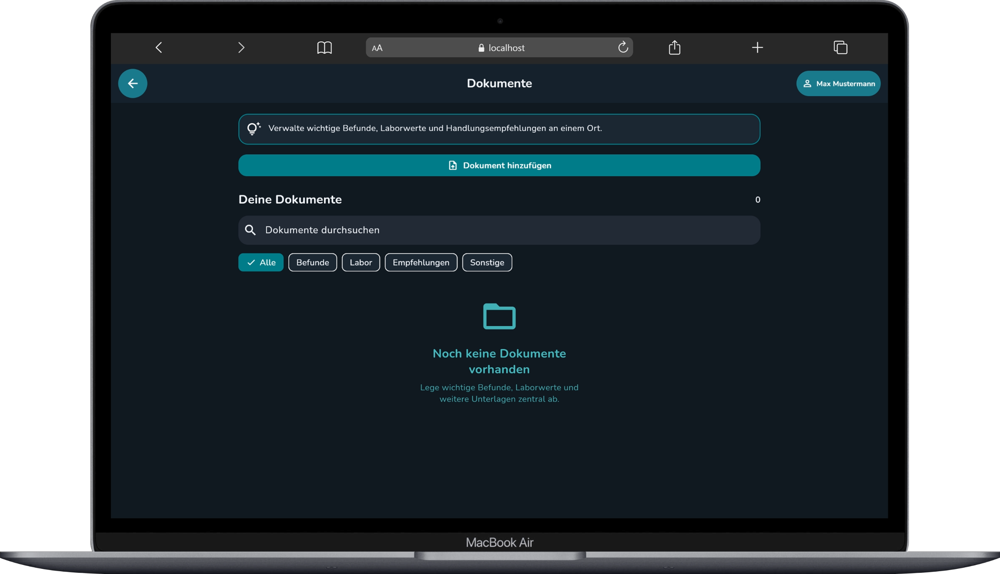 AA
localhost
Dokumente
Max Mustermann
Verwalte wichtige Befunde, Laborwerte und Handlungsempfehlungen an einem Ort.
Dokument hinzufügen
Deine Dokumente
0
Dokumente durchsuchen
Alle
Befunde
Labor
Empfehlungen
Sonstige
Noch keine Dokumente
vorhanden
Lege wichtige Befunde, Laborwerte und
weitere Unterlagen zentral ab.
MacBook Air